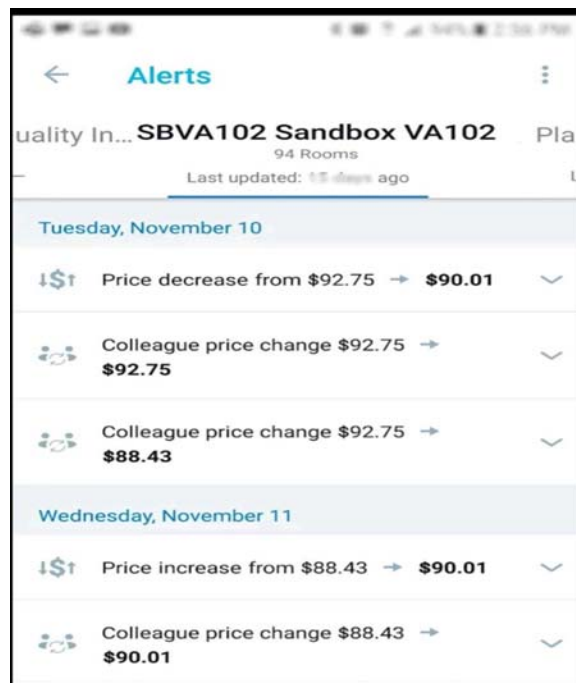 Alerts
uality In... SBVA102 Sandbox VA102 Pla
94 Rooms
Last updated: ago
Tuesday, November 10
↓$↑ Price decrease from $92.75 → $90.01
Colleague price change $92.75 →
$92.75
Colleague price change $92.75 →
$88.43
Wednesday, November 11
↓$↑ Price increase from $88.43 → $90.01
Colleague price change $88.43 →
$90.01